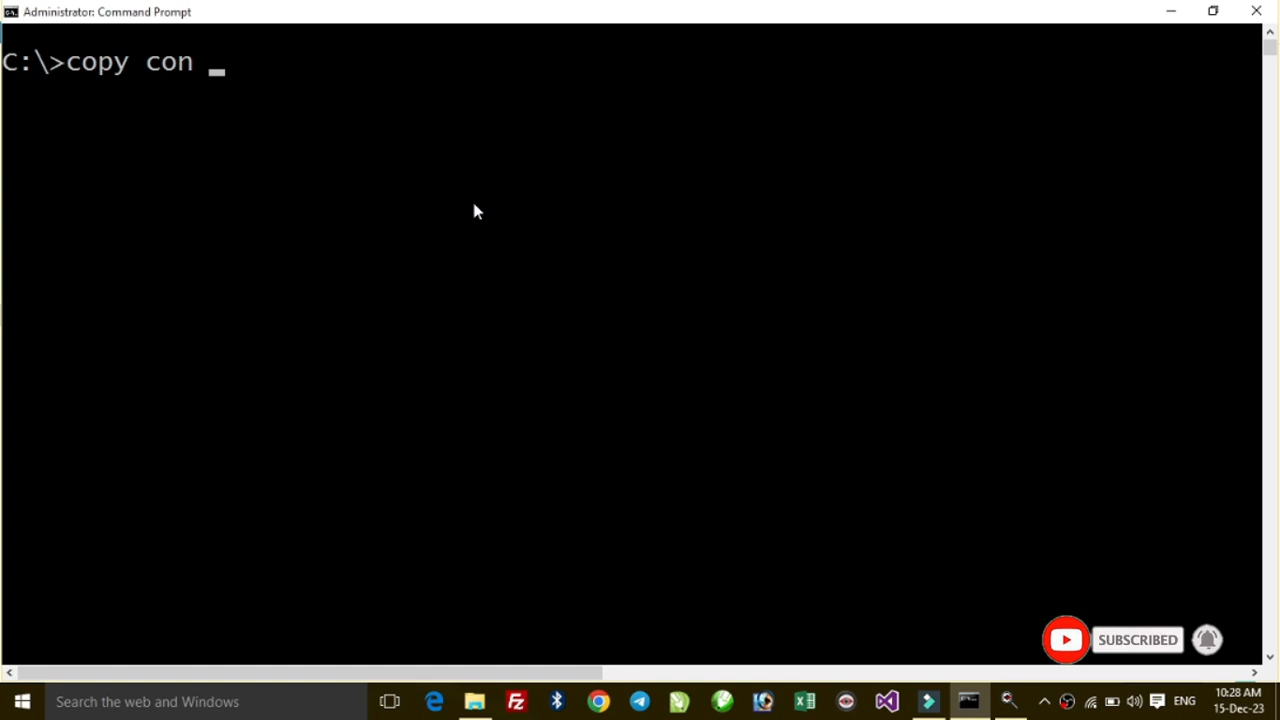 Administrator: Command Prompt
C:\>copy con _
SUBSCRIBED
Search the web and Windows
ENG
10:28 AM
15-Dec-23